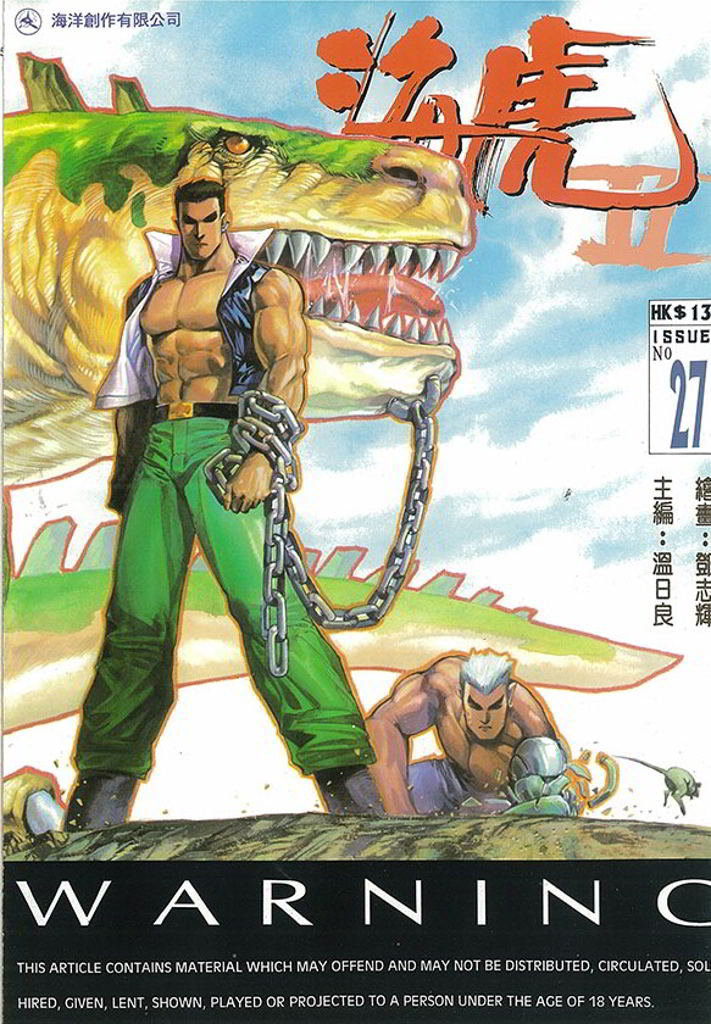 海洋創作有限公司
海虎
II
HK$ 13
ISSUE
NO
27
繪畫：鄧志輝
主編：溫日良
WARNING
THIS ARTICLE CONTAINS MATERIAL WHICH MAY OFFEND AND MAY NOT BE DISTRIBUTED, CIRCULATED, SOL
HIRED, GIVEN, LENT, SHOWN, PLAYED OR PROJECTED TO A PERSON UNDER THE AGE OF 18 YEARS.